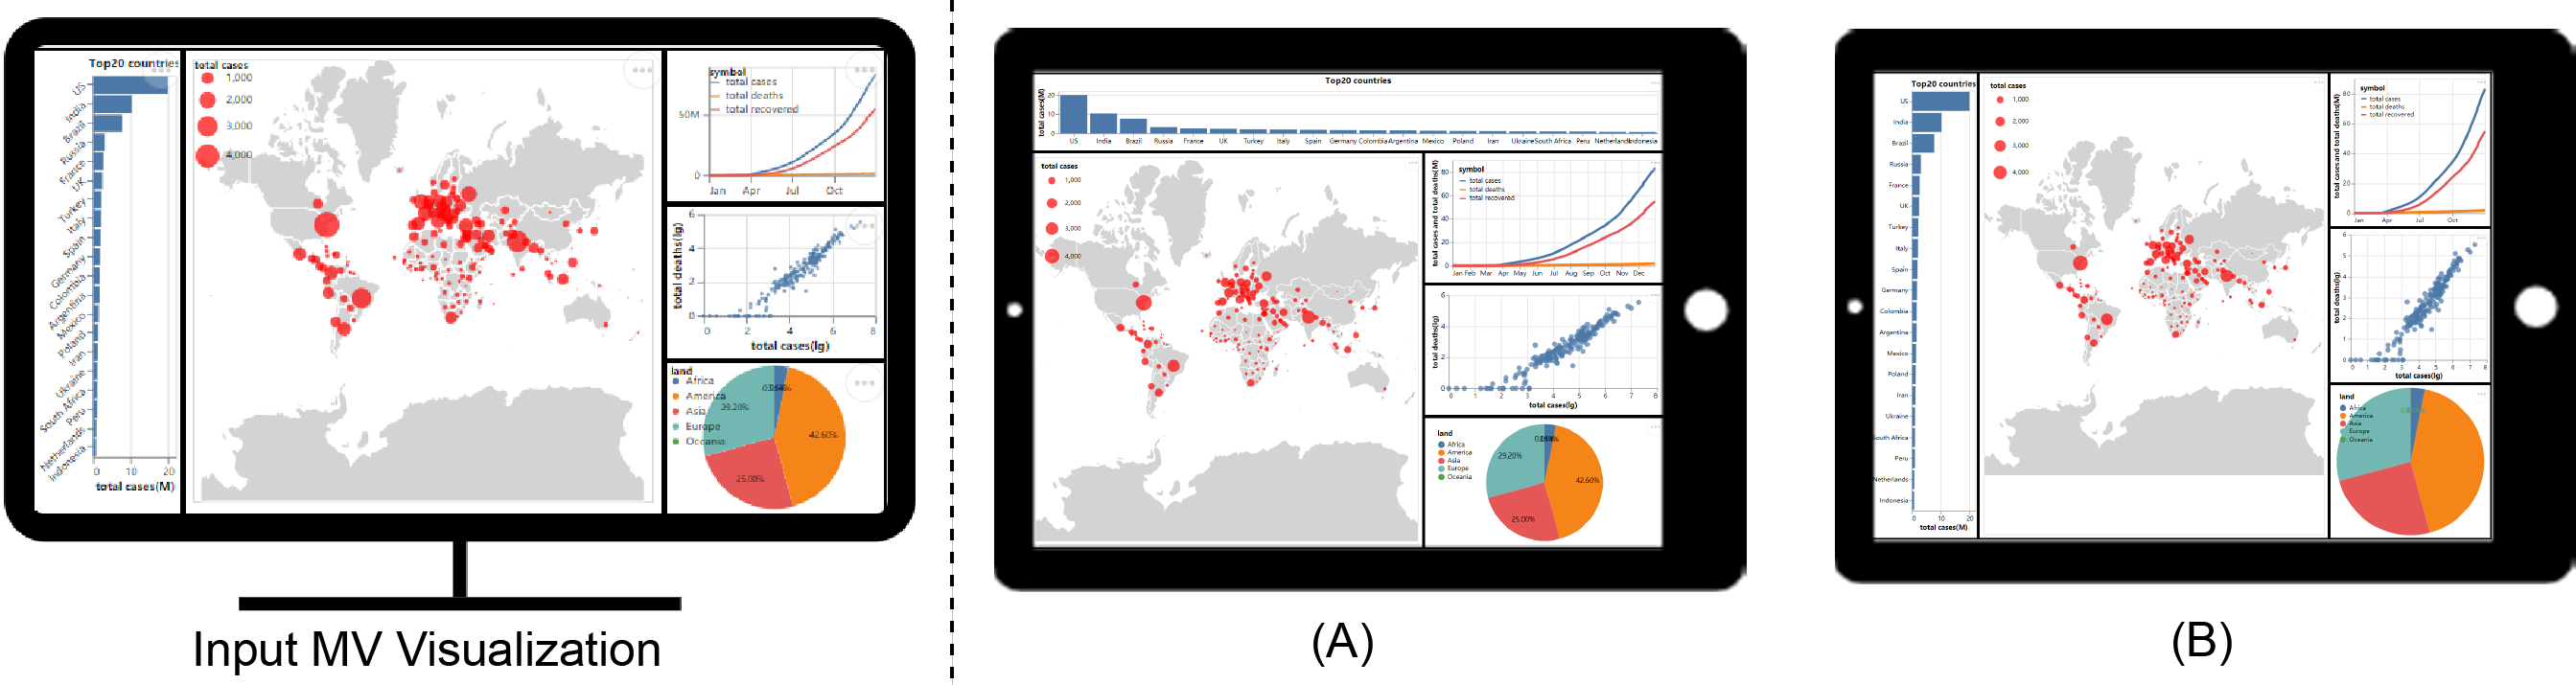 Top20 countries
US
India
Brazil
Russia
France
UK
Turkey
Italy
Spain
Germany
Colombia
Argentina
Mexico
Poland
Iran
Ukraine
South Africa
Peru
Netherlands
Indonesia
0 10 20
total cases(M)
total cases
1,000
2,000
3,000
4,000
symbol
total cases
total deaths
total recovered
50M
0
Jan Apr Jul Oct
total deaths(lg)
6
4
2
0
0 2 4 6 8
total cases(lg)
land
Africa
America
Asia
Europe
Oceania
29.20%
42.60%
25.00%
Input MV Visualization
Top20 countries
total cases(M)
20
10
0
US India Brazil Russia France UK Turkey Italy Spain Germany Colombia Argentina Mexico Poland Iran Ukraine South Africa Peru Netherlands Indonesia
total cases
1,000
2,000
3,000
4,000
symbol
total cases
total deaths
total recovered
total cases and total deaths(M)
80
60
40
20
0
Jan Feb Mar Apr May Jun Jul Aug Sep Oct Nov Dec
total deaths(lg)
6
4
2
0
0 1 2 3 4 5 6 7 8
total cases(lg)
land
Africa
America
Asia
Europe
Oceania
29.20%
42.60%
25.00%
(A)
Top20 countries
US
India
Brazil
Russia
France
UK
Turkey
Italy
Spain
Germany
Colombia
Argentina
Mexico
Poland
Iran
Ukraine
South Africa
Peru
Netherlands
Indonesia
0 10 20
total cases(M)
total cases
1,000
2,000
3,000
4,000
symbol
total cases
total deaths
total recovered
total cases and total deaths(M)
80
60
40
20
0
Jan Apr Jul Oct
total deaths(lg)
6
5
4
3
2
1
0
0 1 2 3 4 5 6 7 8
total cases(lg)
land
Africa
America
Asia
Europe
Oceania
(B)